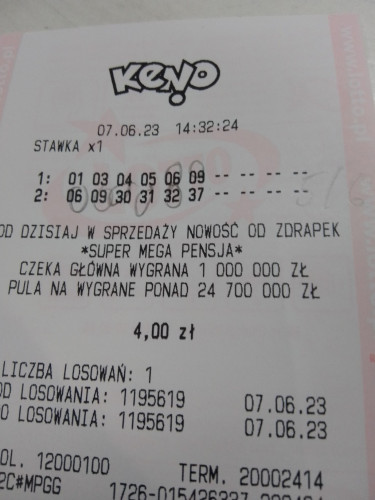 KENO
07.06.23 14:32:24
STAWKA x1
1: 01 03 04 05 06 09 -- -- -- --
2: 06 09 30 31 32 37 -- -- -- --
OD DZISIAJ W SPRZEDAŻY NOWOŚĆ OD ZDRAPEK
*SUPER MEGA PENSJA*
CZEKA GŁÓWNA WYGRANA 1 000 000 ZŁ
PULA NA WYGRANE PONAD 24 700 000 ZŁ
4,00 zł
LICZBA LOSOWAŃ: 1
OD LOSOWANIA: 1195619 07.06.23
O LOSOWANIA: 1195619 07.06.23
OL. 12000100 TERM. 20002414
2C#MPGG